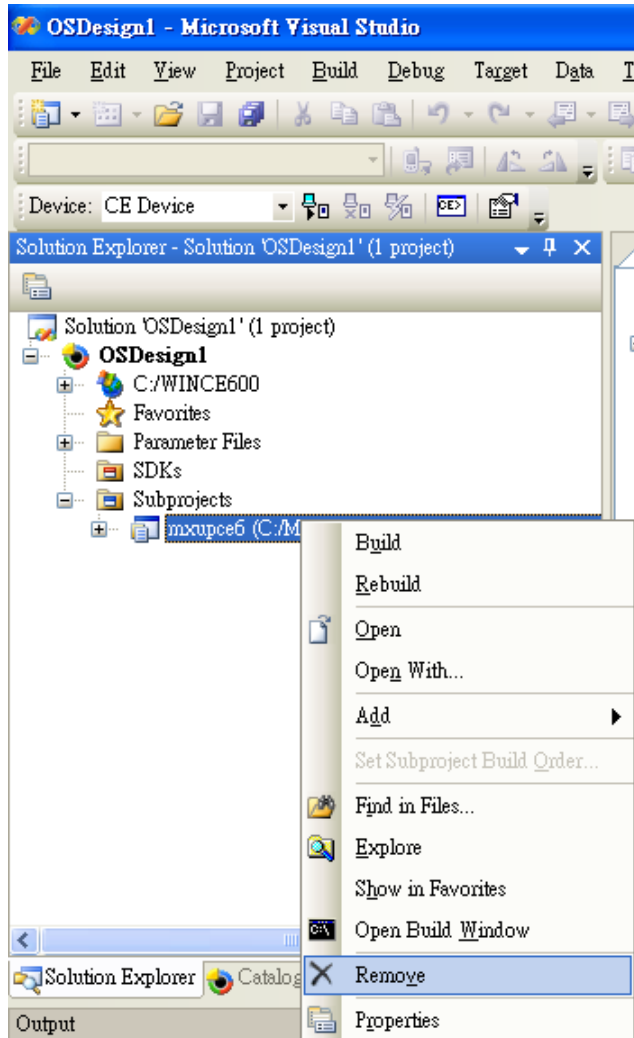 OSDesign1 - Microsoft Visual Studio
File Edit View Project Build Debug Target Data
Device: CE Device
Solution Explorer - Solution 'OSDesign1' (1 project)
Solution 'OSDesign1' (1 project)
OSDesign1
C:/WINCE600
Favorites
Parameter Files
SDKs
Subprojects
mxupce6 (C:/M
Build
Rebuild
Open
Open With...
Add
Set Subproject Build Order...
Find in Files...
Explore
Show in Favorites
Open Build Window
Remove
Properties
Solution Explorer Catalog
Output